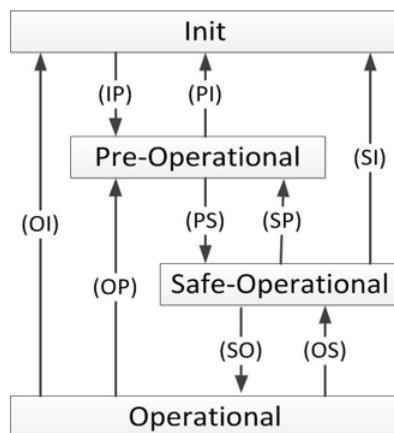 Init
(IP) (PI)
Pre-Operational
(SI)
(OI)
(PS) (SP)
Safe-Operational
(OP)
(SO) (OS)
Operational